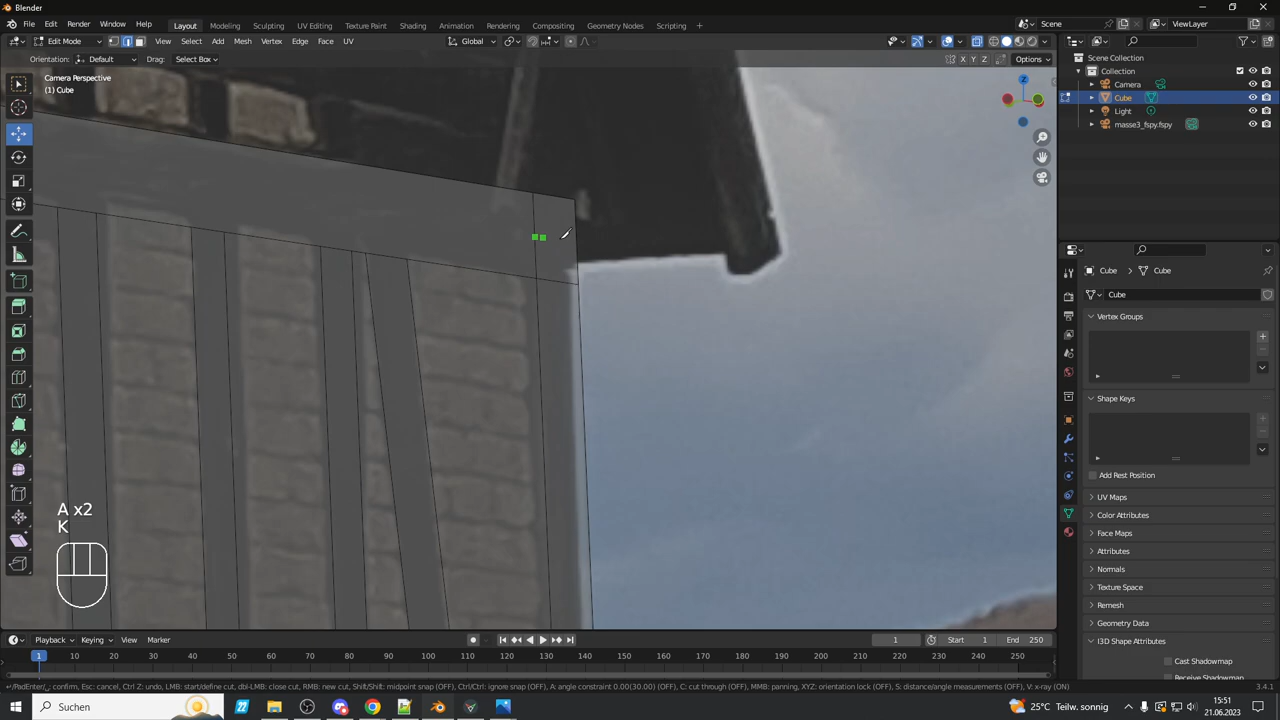 Blender
File Edit Render Window Help Layout Modeling Sculpting UV Editing Texture Paint Shading Animation Rendering Compositing Geometry Nodes Scripting + Scene ViewLayer
Edit Mode View Select Add Mesh Vertex Edge Face UV Global
Orientation: Default Drag: Select Box X Y Z Options
Camera Perspective
(1) Cube
Z
Scene Collection
Collection
Camera
Cube
Light
masse3_fspy.fspy
Cube Cube
Cube
Vertex Groups
Shape Keys
Add Rest Position
UV Maps
Color Attributes
Face Maps
Attributes
Normals
Texture Space
Remesh
Geometry Data
I3D Shape Attributes
Cast Shadowmap
Receive Shadowmap
A x2
K
Playback Keying View Marker 1 Start 1 End 250
1 10 20 30 40 50 60 70 80 90 100 110 120 130 140 150 160 170 180 190 200 210 220 230 240 250
confirm, Esc: cancel, Ctrl Z: undo, LMB: start/define cut, dbl-LMB: close cut, RMB: new cut, Shift/Shift: midpoint snap (OFF), Ctrl/Ctrl: ignore snap (OFF), A: angle constraint 0.00(30.00) (OFF), C: cut through (OFF), MMB: panning, XYZ: orientation lock (OFF), S: distance/angle measurements (OFF), V: x-ray (ON) 3.4.1
Suchen 25°C Teilw. sonnig 15:51
21.06.2023